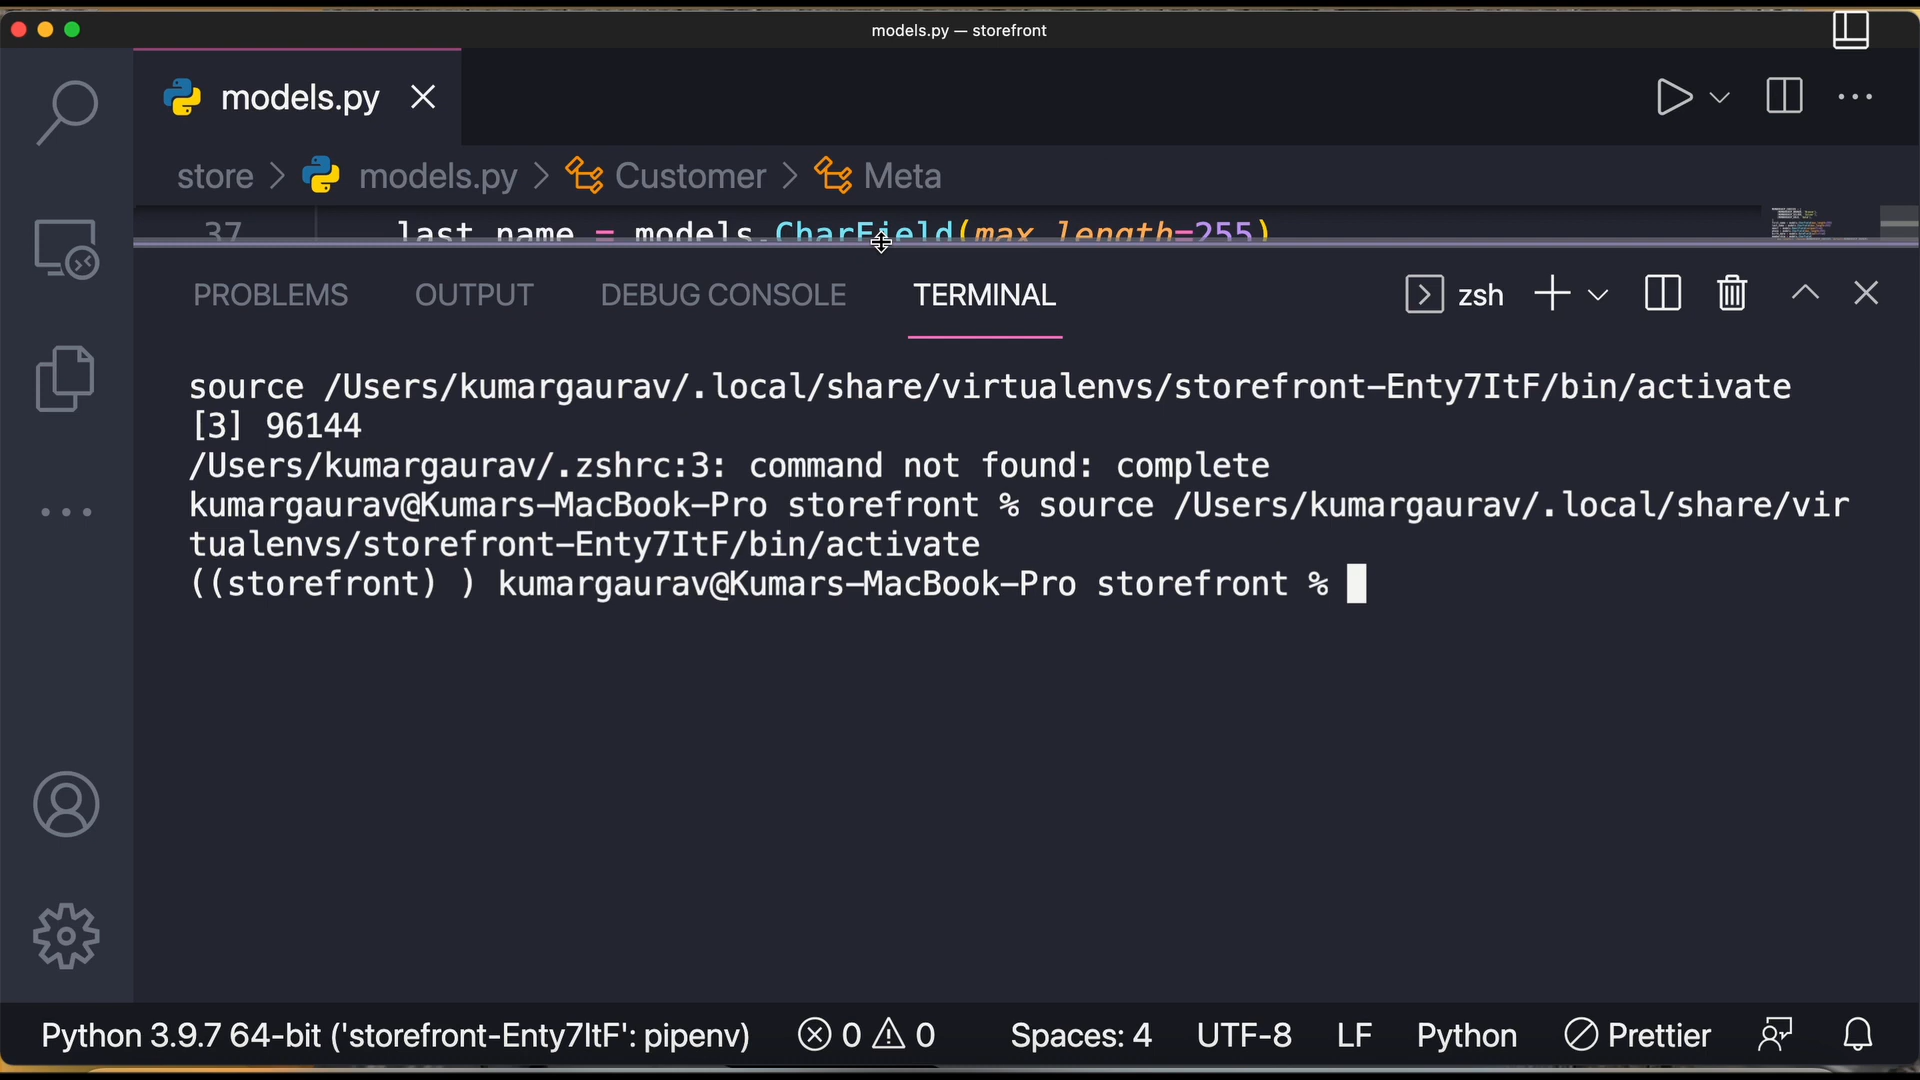 models.py — storefront
models.py
store > models.py > Customer > Meta
37 last_name = models.CharField(max_length=255)
PROBLEMS OUTPUT DEBUG CONSOLE TERMINAL zsh
source /Users/kumargaurav/.local/share/virtualenvs/storefront-Enty7ItF/bin/activate
[3] 96144
/Users/kumargaurav/.zshrc:3: command not found: complete
kumargaurav@Kumars-MacBook-Pro storefront % source /Users/kumargaurav/.local/share/vir
tualenvs/storefront-Enty7ItF/bin/activate
((storefront) ) kumargaurav@Kumars-MacBook-Pro storefront %
Python 3.9.7 64-bit ('storefront-Enty7ItF': pipenv) 0 0 Spaces: 4 UTF-8 LF Python Prettier